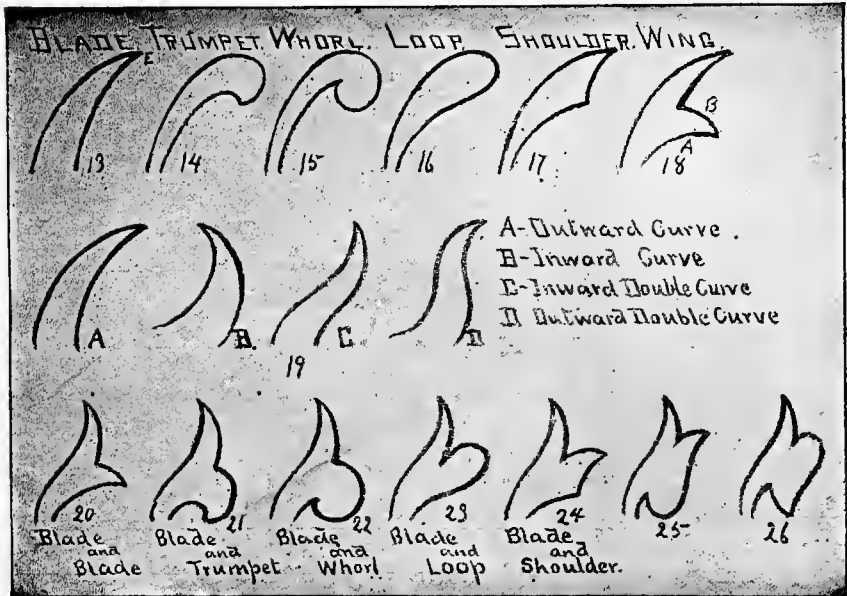 BLADE. TRUMPET. WHORL. LOOP. SHOULDER. WING.
E
13 14 15 16 17 18
B
A
A-Outward Curve.
B-Inward Curve
C-Inward Double Curve
D Outward Double Curve
A B C D
19
20 21 22 23 24 25 26
Blade and Blade
Blade and Trumpet
Blade and Whorl
Blade and Loop
Blade and Shoulder.